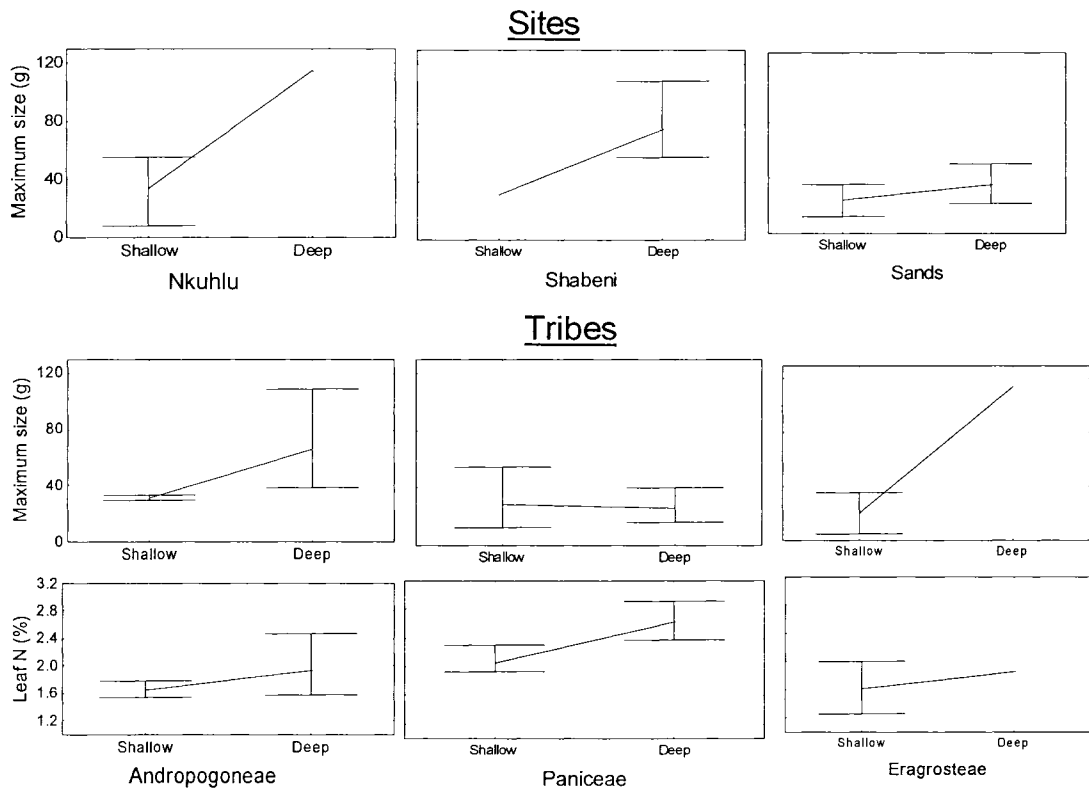 Sites
Maximum size (g)
120
80
40
0
Shallow Deep
Nkuhlu
Shallow Deep
Shabeni
Shallow Deep
Sands
Tribes
Maximum size (g)
120
80
40
0
Shallow Deep
Shallow Deep
Shallow Deep
Leaf N (%)
3.2
2.8
2.4
2.0
1.6
1.2
Shallow Deep
Andropogoneae
Shallow Deep
Paniceae
Shallow Deep
Eragrosteae